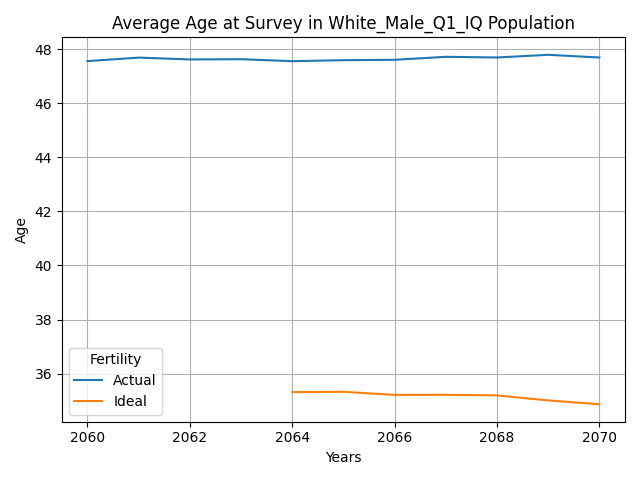 Average Age at Survey in White_Male_Q1_IQ Population
Age
48
46
44
42
40
38
36
Fertility
Actual
Ideal
2060
2062
2064
2066
2068
2070
Years